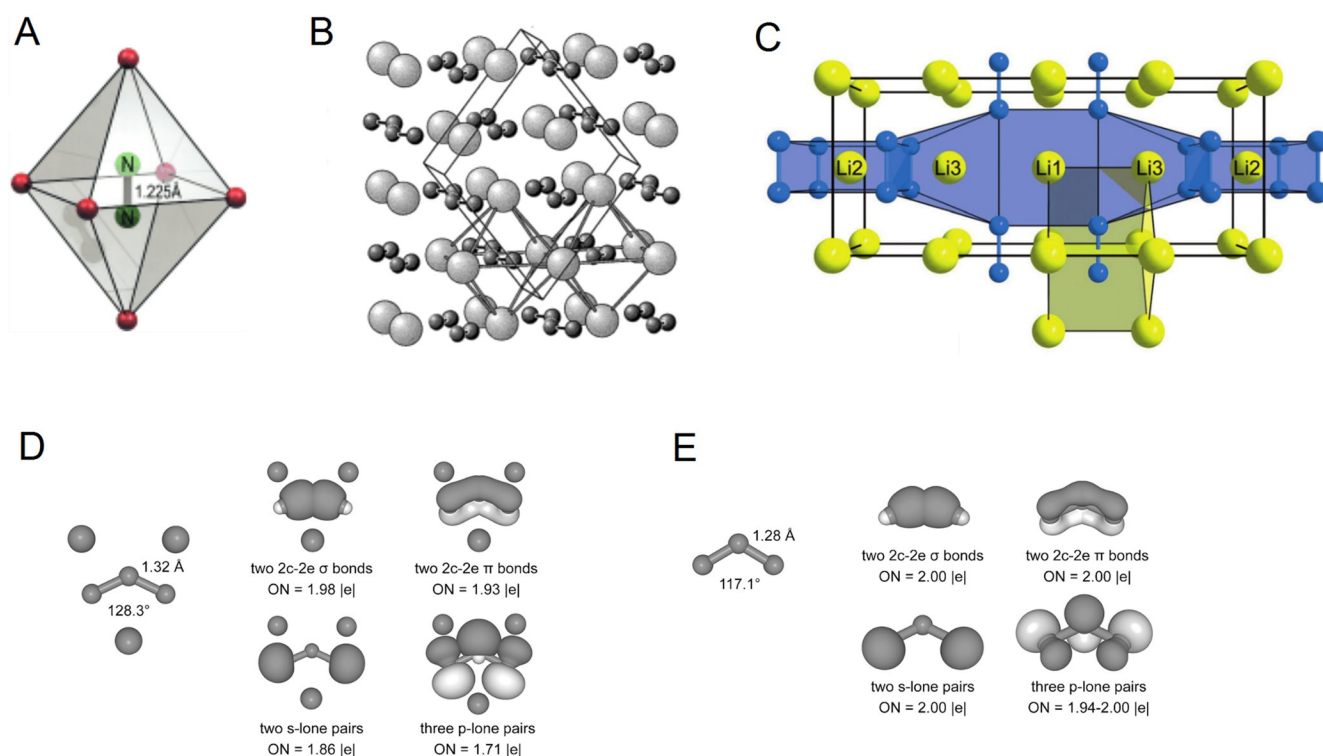 A
B
C
N
1.225Å
N
Li2
Li3
Li1
Li3
Li2
D
1.32 Å
128.3°
two 2c-2e σ bonds
ON = 1.98 |e|
two 2c-2e π bonds
ON = 1.93 |e|
two s-lone pairs
ON = 1.86 |e|
three p-lone pairs
ON = 1.71 |e|
E
1.28 Å
117.1°
two 2c-2e σ bonds
ON = 2.00 |e|
two 2c-2e π bonds
ON = 2.00 |e|
two s-lone pairs
ON = 2.00 |e|
three p-lone pairs
ON = 1.94-2.00 |e|